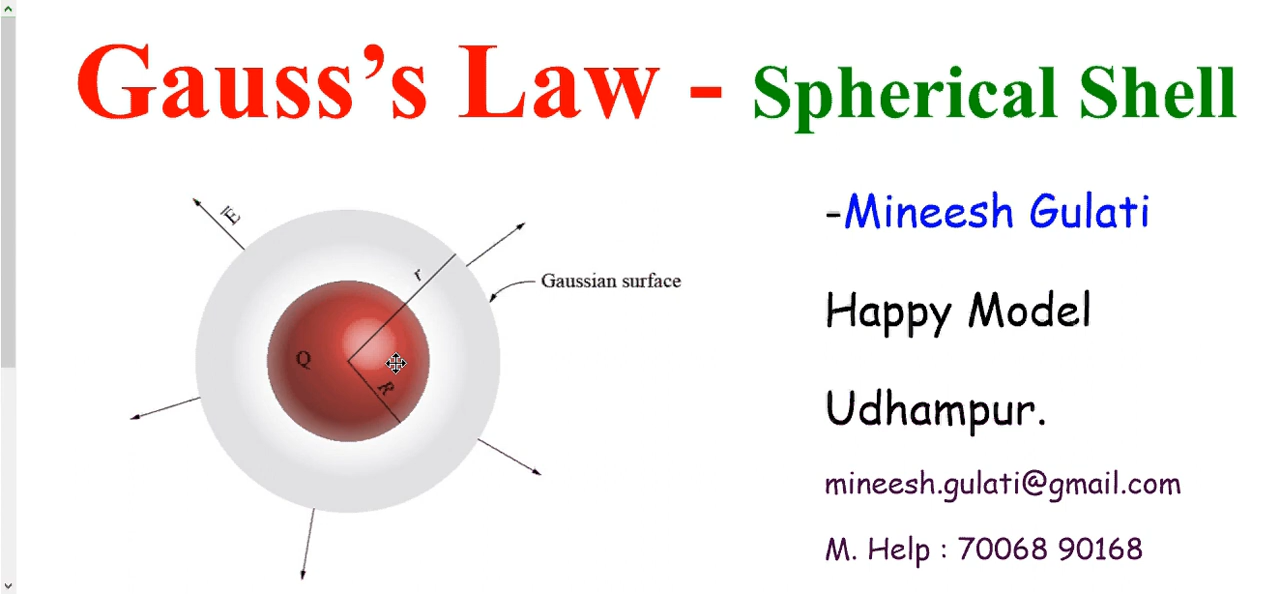 Gauss's Law - Spherical Shell
-Mineesh Gulati
E
r
Gaussian surface
Happy Model
Q
R
Udhampur.
mineesh.gulati@gmail.com
M. Help : 70068 90168